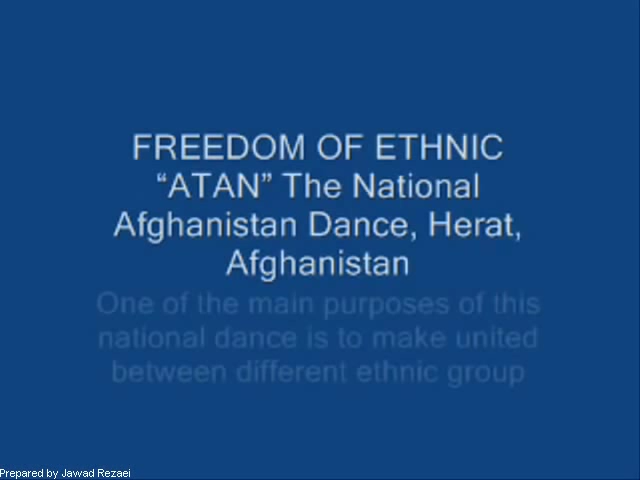 FREEDOM OF ETHNIC
“ATAN” The National
Afghanistan Dance, Herat,
Afghanistan
One of the main purposes of this
national dance is to make united
between different ethnic group
Prepared by Jawad Rezaei